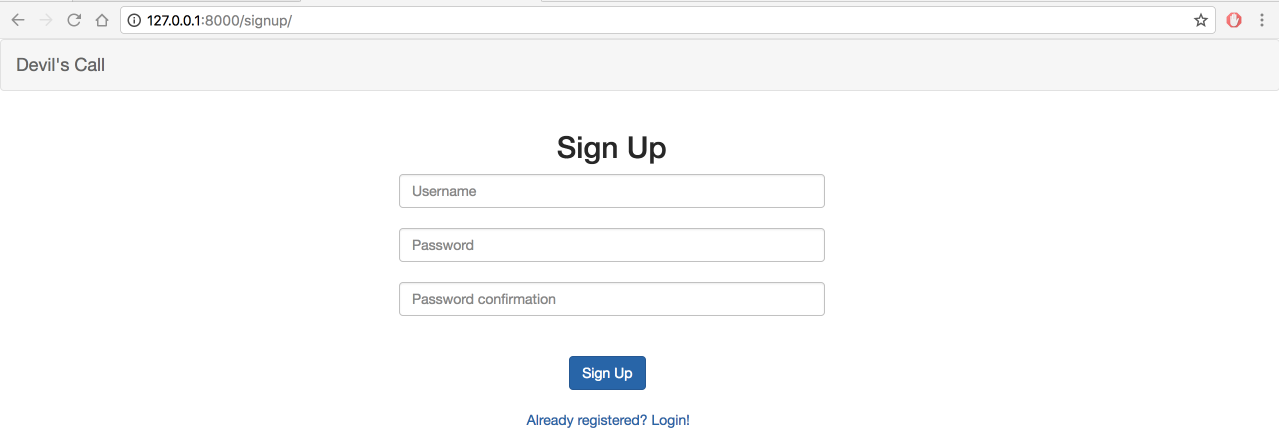 127.0.0.1:8000/signup/
Devil's Call
Sign Up
Username
Password
Password confirmation
Sign Up
Already registered? Login!